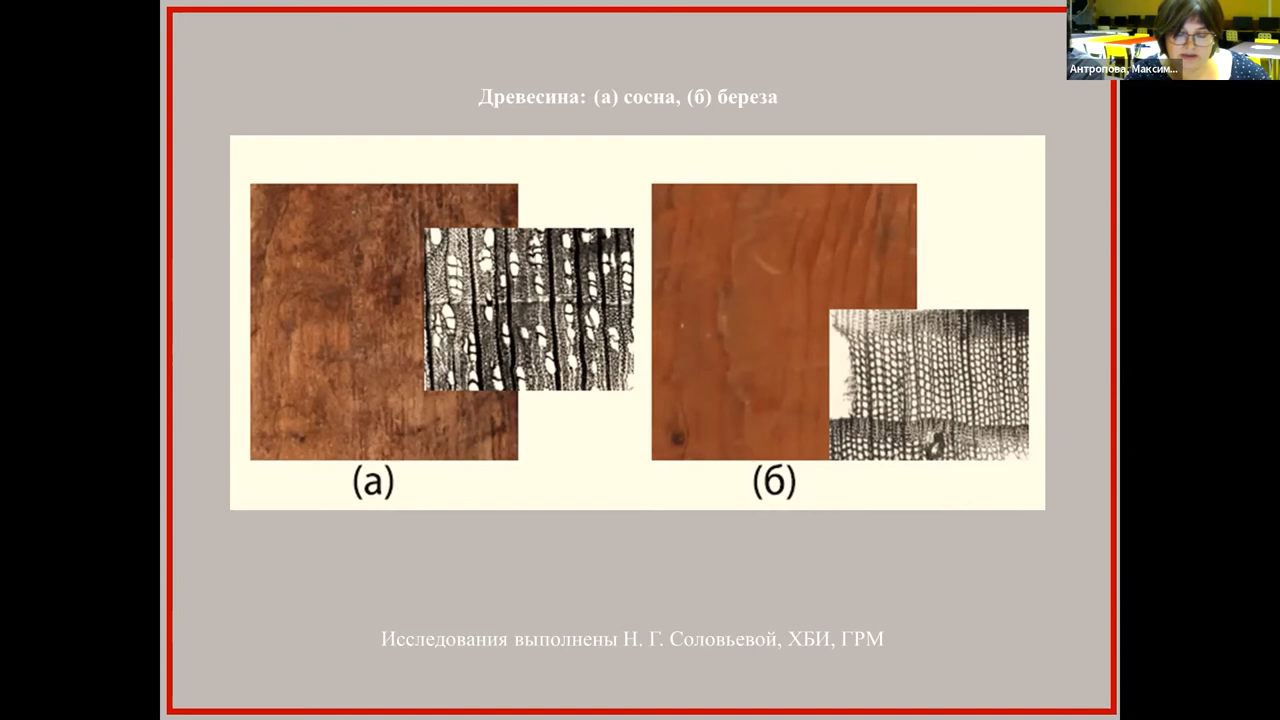 Антропова, Максим...
Древесина: (а) сосна, (б) береза
(а)
(б)
Исследования выполнены Н. Г. Соловьевой, ХБИ, ГРМ